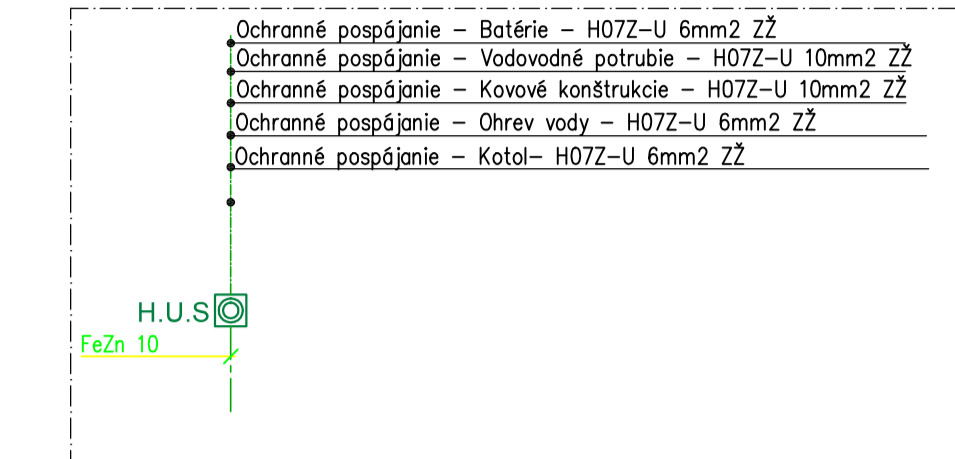 Ochranné pospájanie – Batérie – H07Z–U 6mm2 ZŽ
Ochranné pospájanie – Vodovodné potrubie – H07Z–U 10mm2 ZŽ
Ochranné pospájanie – Kovové konštrukcie – H07Z–U 10mm2 ZŽ
Ochranné pospájanie – Ohrev vody – H07Z–U 6mm2 ZŽ
Ochranné pospájanie – Kotol– H07Z–U 6mm2 ZŽ
H.U.S
FeZn 10